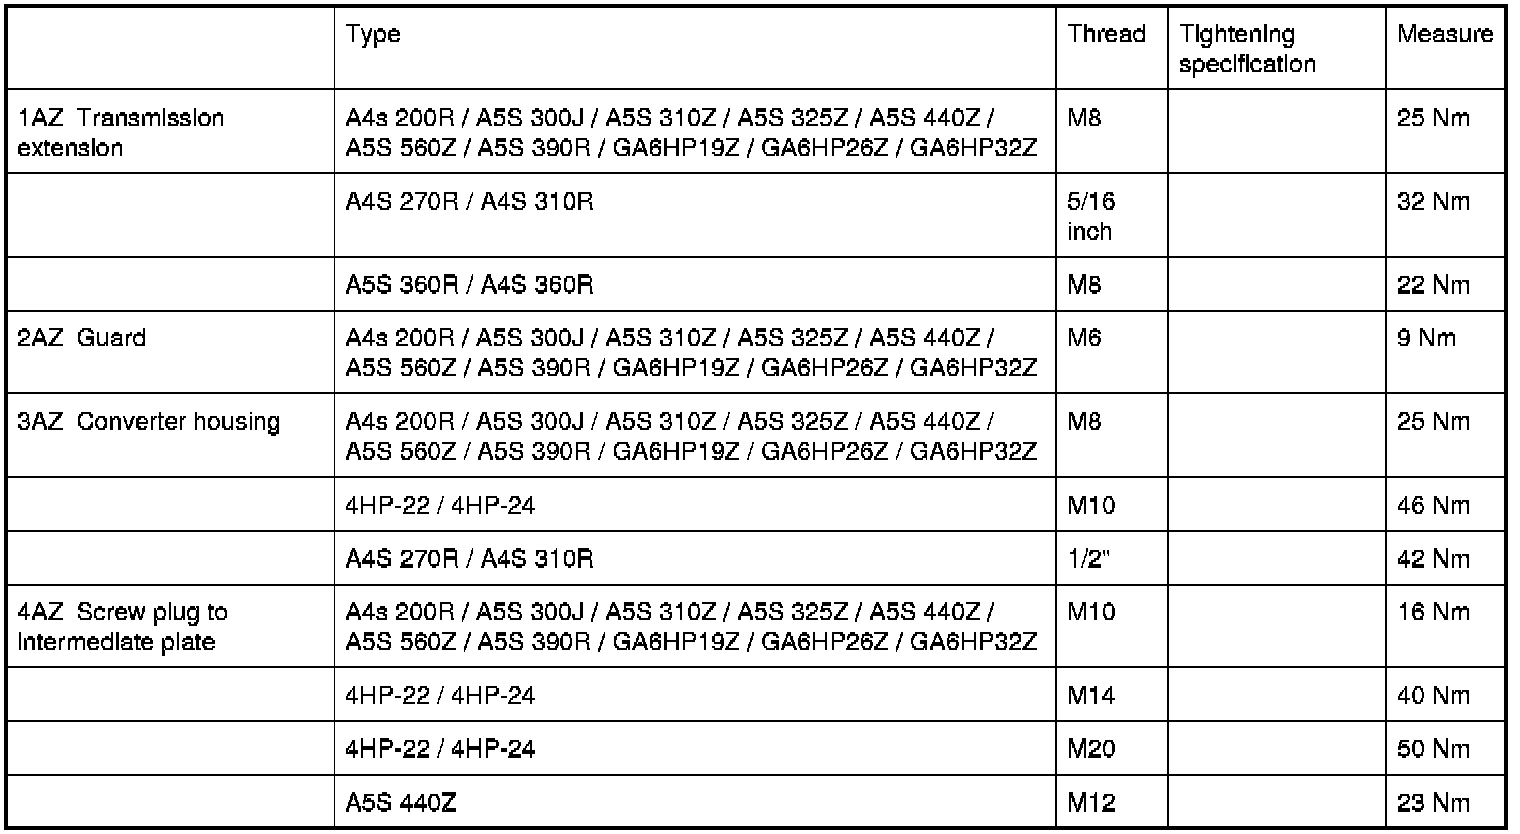 Type Thread Tightening specification Measure
1AZ Transmission extension A4s 200R / A5S 300J / A5S 310Z / A5S 325Z / A5S 440Z / A5S 560Z / A5S 390R / GA6HP19Z / GA6HP26Z / GA6HP32Z M8 25 Nm
A4S 270R / A4S 310R 5/16 inch 32 Nm
A5S 360R / A4S 360R M8 22 Nm
2AZ Guard A4s 200R / A5S 300J / A5S 310Z / A5S 325Z / A5S 440Z / A5S 560Z / A5S 390R / GA6HP19Z / GA6HP26Z / GA6HP32Z M6 9 Nm
3AZ Converter housing A4s 200R / A5S 300J / A5S 310Z / A5S 325Z / A5S 440Z / A5S 560Z / A5S 390R / GA6HP19Z / GA6HP26Z / GA6HP32Z M8 25 Nm
4HP-22 / 4HP-24 M10 46 Nm
A4S 270R / A4S 310R 1/2" 42 Nm
4AZ Screw plug to intermediate plate A4s 200R / A5S 300J / A5S 310Z / A5S 325Z / A5S 440Z / A5S 560Z / A5S 390R / GA6HP19Z / GA6HP26Z / GA6HP32Z M10 16 Nm
4HP-22 / 4HP-24 M14 40 Nm
4HP-22 / 4HP-24 M20 50 Nm
A5S 440Z M12 23 Nm